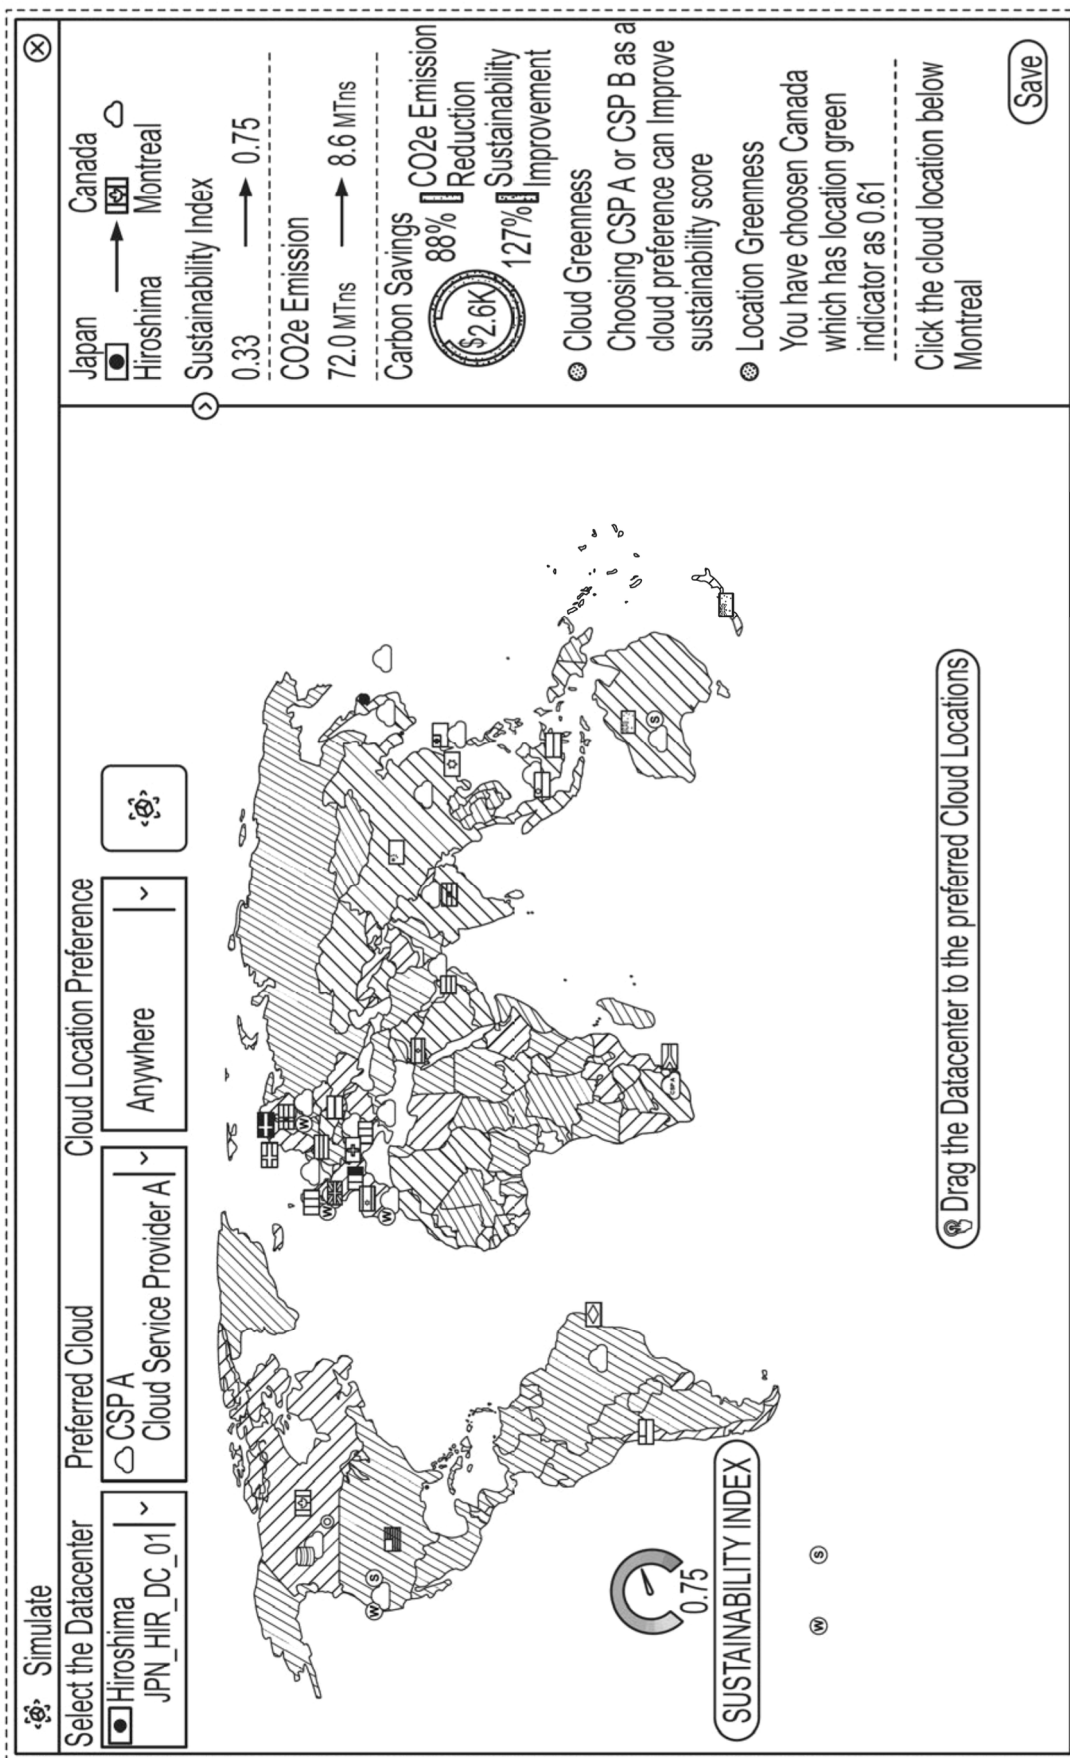 Simulate
Select the Datacenter
Hiroshima
JPN_HIR_DC_01
Preferred Cloud
CSP A
Cloud Service Provider A
Cloud Location Preference
Anywhere
CSP A
W
W
W
W
S
S
0.75
SUSTAINABILITY INDEX
W
S
Drag the Datacenter to the preferred Cloud Locations
Japan
Canada
Hiroshima
Montreal
Sustainability Index
0.33
0.75
CO2e Emission
72.0 MTns
8.6 MTns
Carbon Savings
$2.6K
88%
CO2e Emission
Reduction
127%
Sustainability
Improvement
Cloud Greenness
Choosing CSP A or CSP B as a
cloud preference can Improve
sustainability score
Location Greenness
You have chosen Canada
which has location green
indicator as 0.61
Click the cloud location below
Montreal
Save